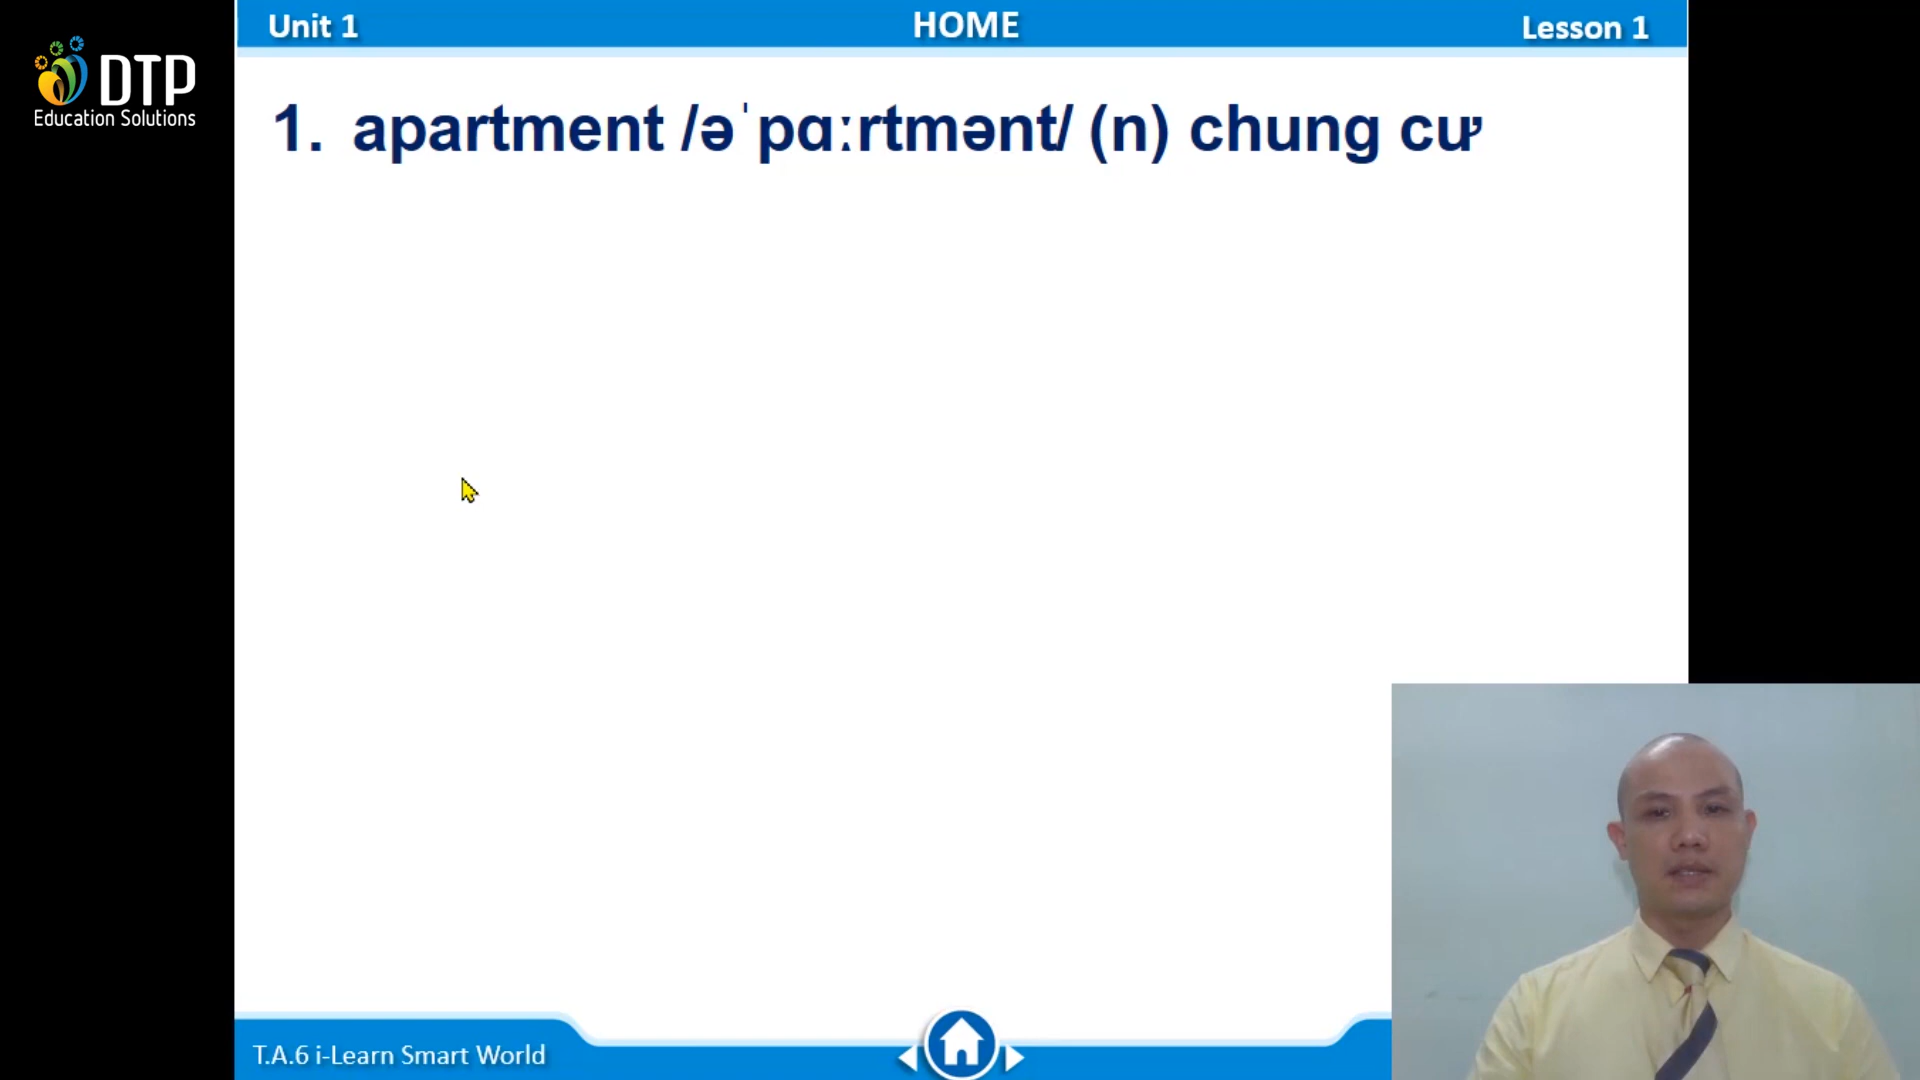 DTP
Education Solutions
Unit 1
HOME
Lesson 1
1. apartment /əˈpɑːrtmənt/ (n) chung cư
T.A.6 i-Learn Smart World